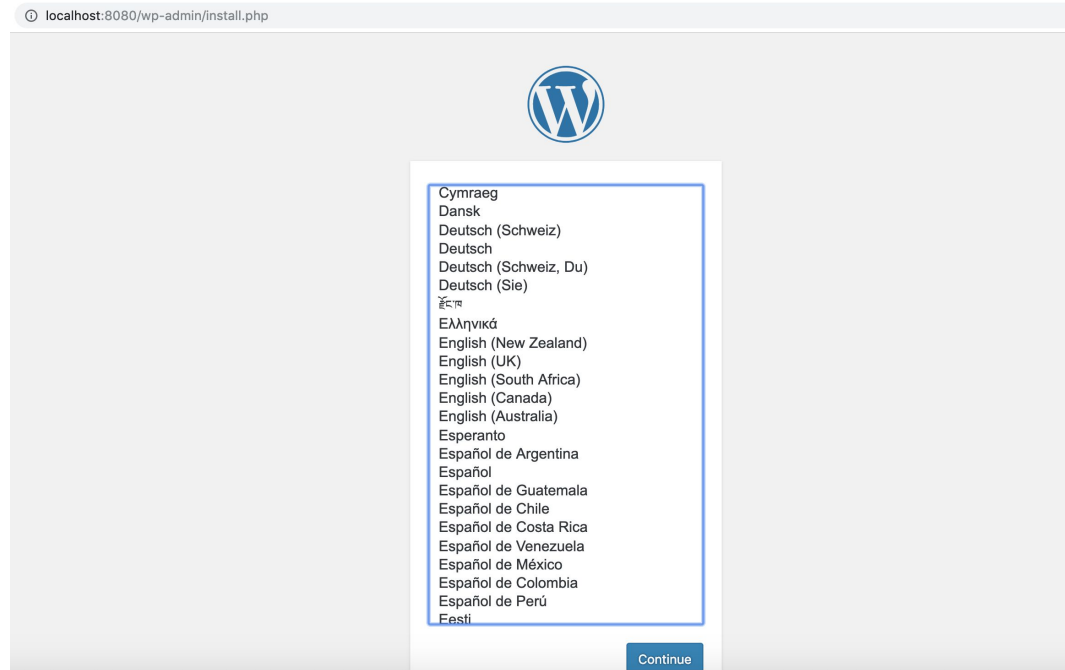 localhost:8080/wp-admin/install.php
Cymraeg
Dansk
Deutsch (Schweiz)
Deutsch
Deutsch (Schweiz, Du)
Deutsch (Sie)
རྫོང་ཁ
Ελληνικά
English (New Zealand)
English (UK)
English (South Africa)
English (Canada)
English (Australia)
Esperanto
Español de Argentina
Español
Español de Guatemala
Español de Chile
Español de Costa Rica
Español de Venezuela
Español de México
Español de Colombia
Español de Perú
Eesti
Continue